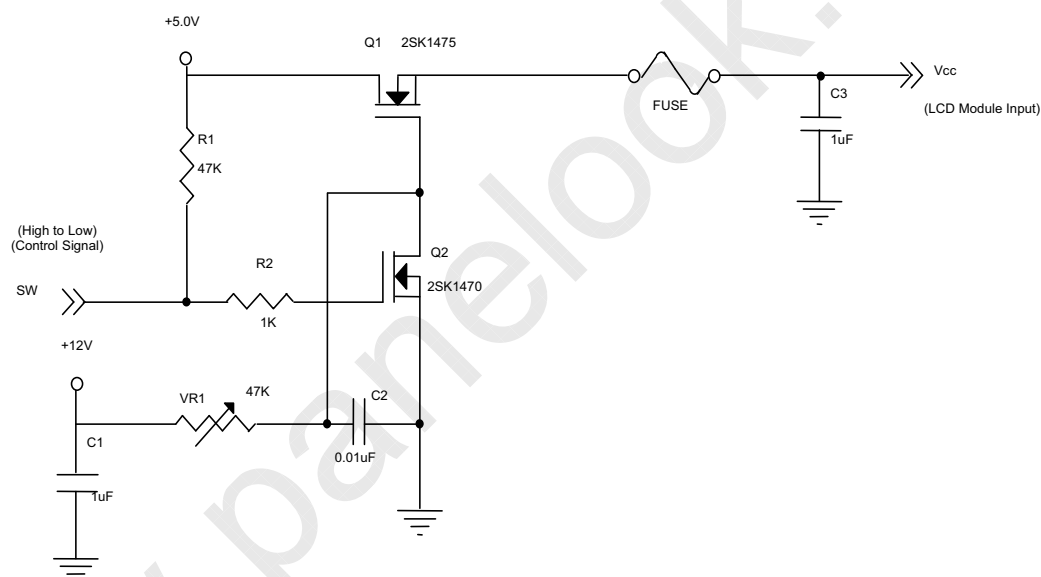 +5.0V
Q1 2SK1475
Vcc
C3
FUSE
(LCD Module Input)
R1
1uF
47K
(High to Low)
(Control Signal)
Q2
R2
SW
2SK1470
1K
+12V
VR1
47K
C2
C1
0.01uF
1uF
panelook.